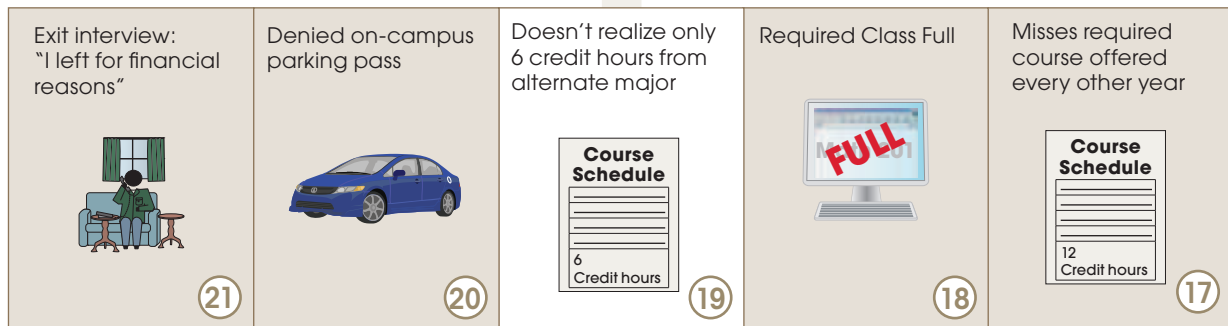 Exit interview:
"I left for financial
reasons"
21
Denied on-campus
parking pass
20
Doesn't realize only
6 credit hours from
alternate major
Course
Schedule
6
Credit hours
19
Required Class Full
FULL
18
Misses required
course offered
every other year
Course
Schedule
12
Credit hours
17